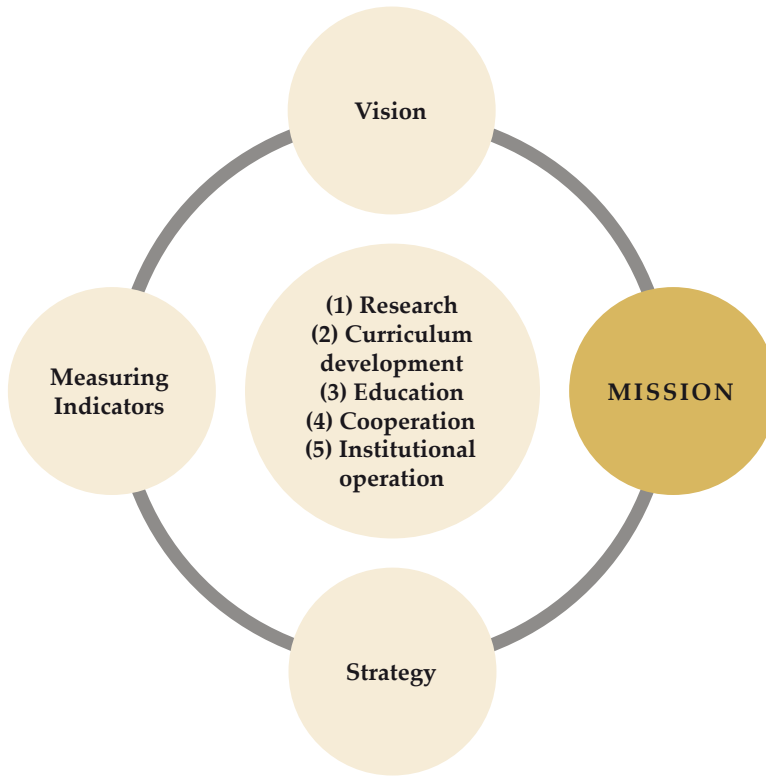 Vision
(1) Research
(2) Curriculum
development
(3) Education
(4) Cooperation
(5) Institutional
operation
Measuring
Indicators
MISSION
Strategy